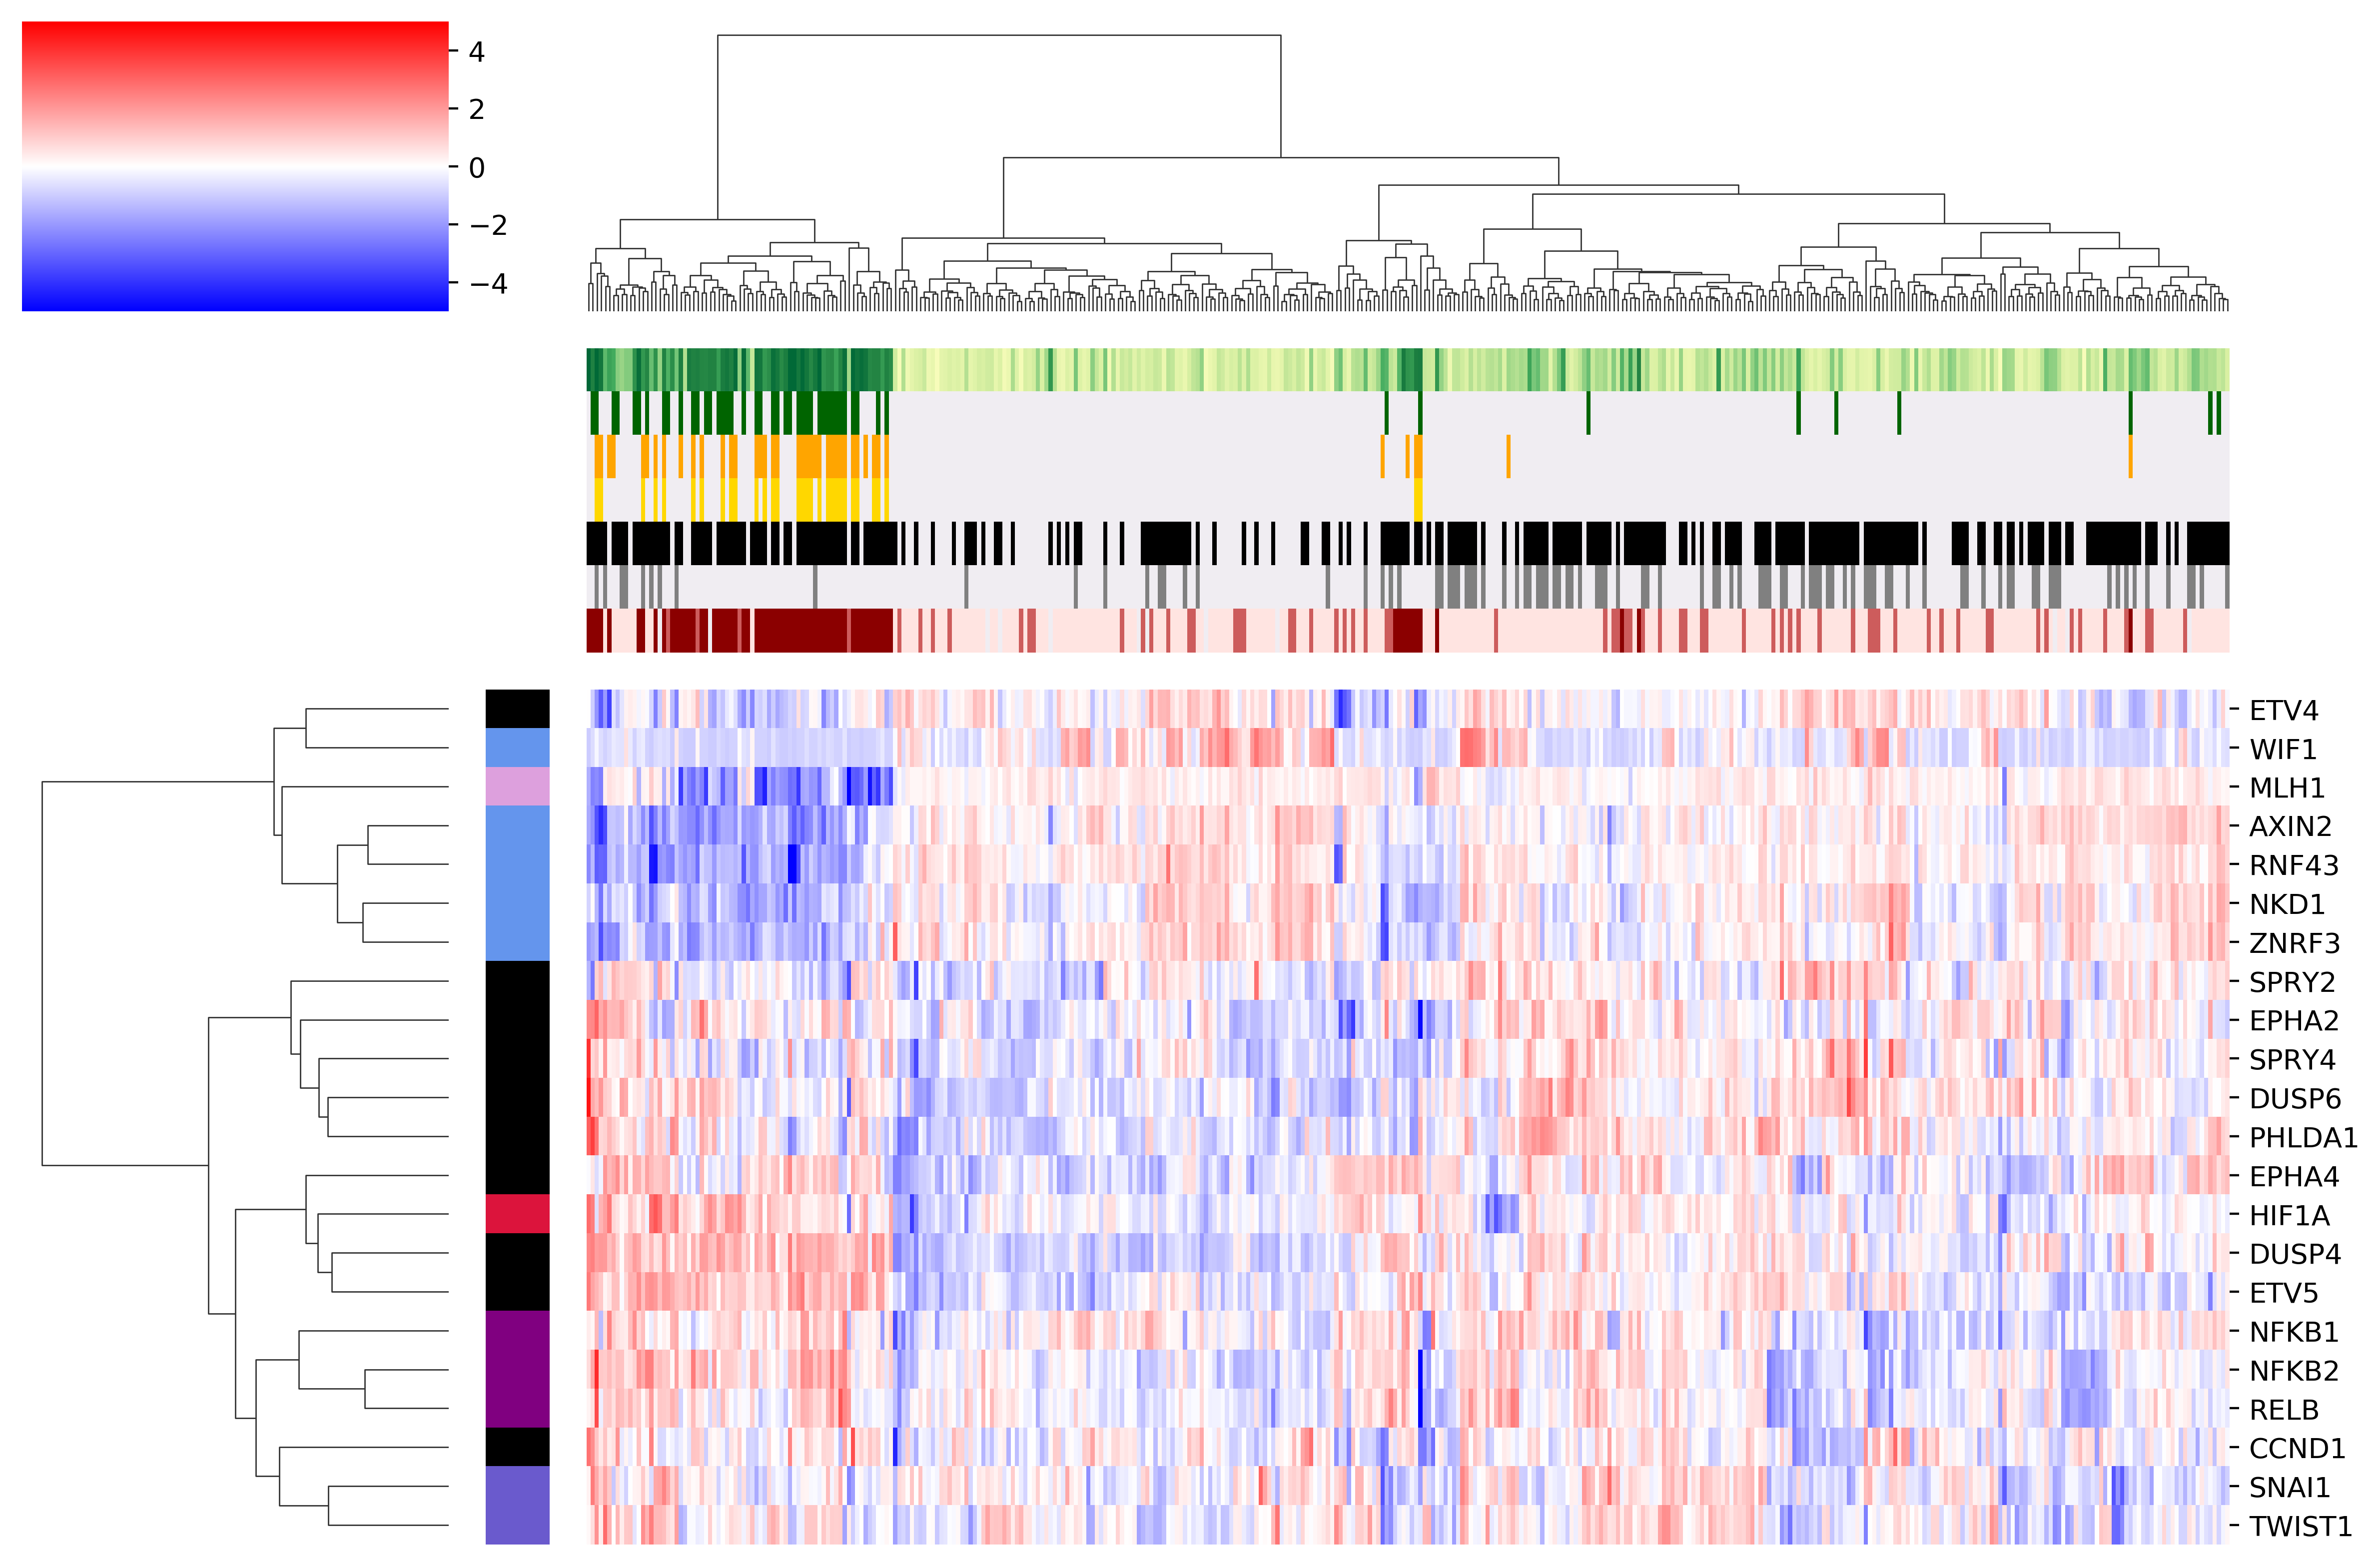 4
2
0
−2
−4
ETV4
WIF1
MLH1
AXIN2
RNF43
NKD1
ZNRF3
SPRY2
EPHA2
SPRY4
DUSP6
PHLDA1
EPHA4
HIF1A
DUSP4
ETV5
NFKB1
NFKB2
RELB
CCND1
SNAI1
TWIST1